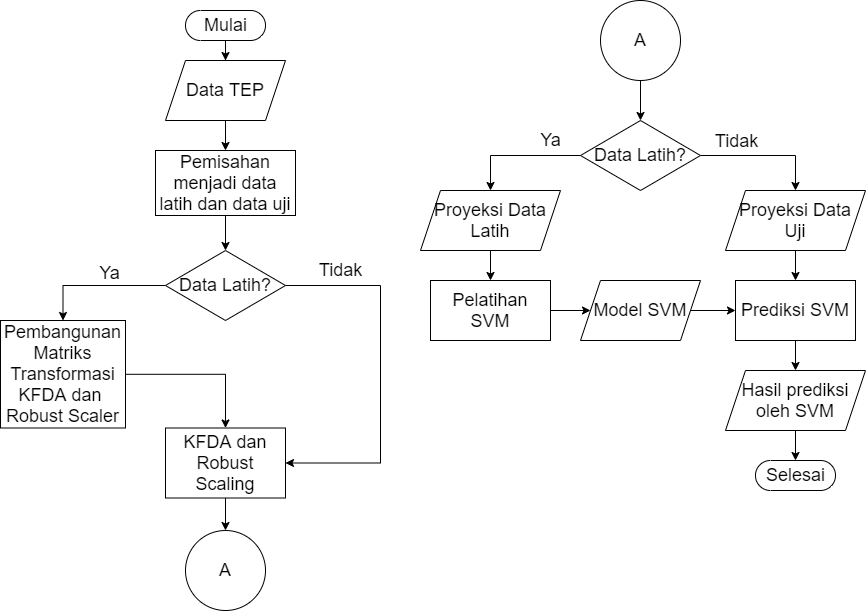 Mulai
Data TEP
Pemisahan
menjadi data
latih dan data uji
Data Latih?
Ya
Tidak
Pembangunan
Matriks
Transformasi
KFDA dan
Robust Scaler
KFDA dan
Robust
Scaling
A
A
Data Latih?
Ya
Tidak
Proyeksi Data
Latih
Proyeksi Data
Uji
Pelatihan
SVM
Model SVM
Prediksi SVM
Hasil prediksi
oleh SVM
Selesai